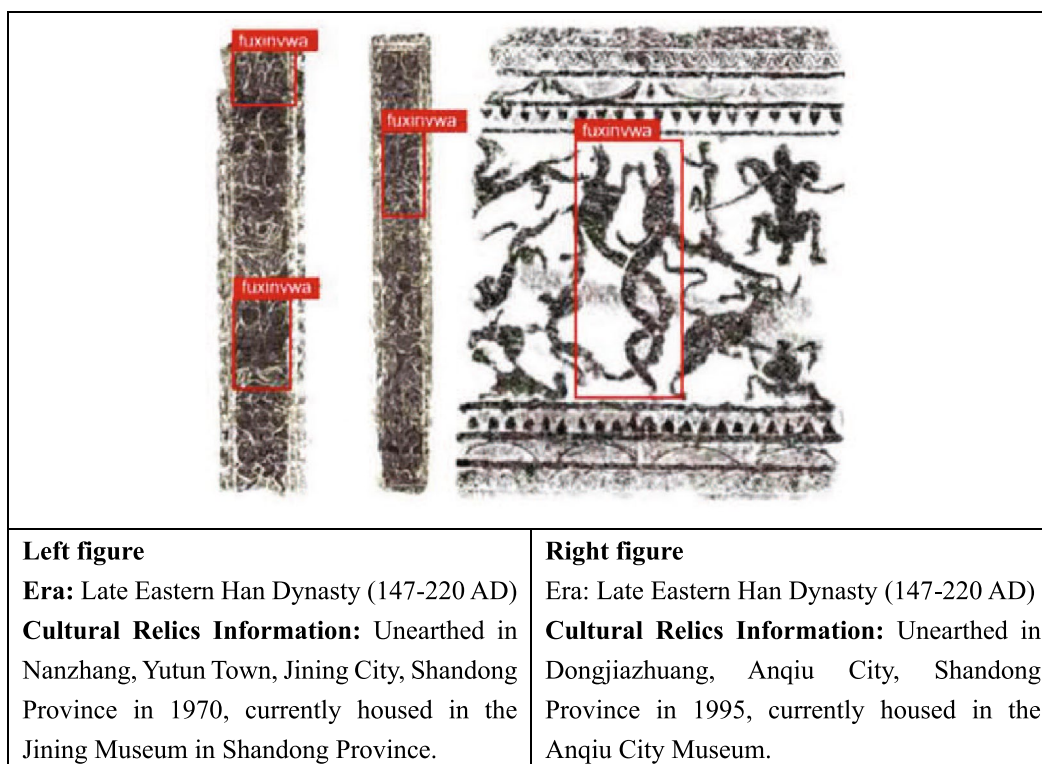 fuxinvwa
fuxinvwa
fuxinvwa
fuxinvwa
Left figure
Era: Late Eastern Han Dynasty (147-220 AD)
Cultural Relics Information: Unearthed in
Nanzhang, Yutun Town, Jining City, Shandong
Province in 1970, currently housed in the
Jining Museum in Shandong Province.
Right figure
Era: Late Eastern Han Dynasty (147-220 AD)
Cultural Relics Information: Unearthed in
Dongjiazhuang, Anqiu City, Shandong
Province in 1995, currently housed in the
Anqiu City Museum.